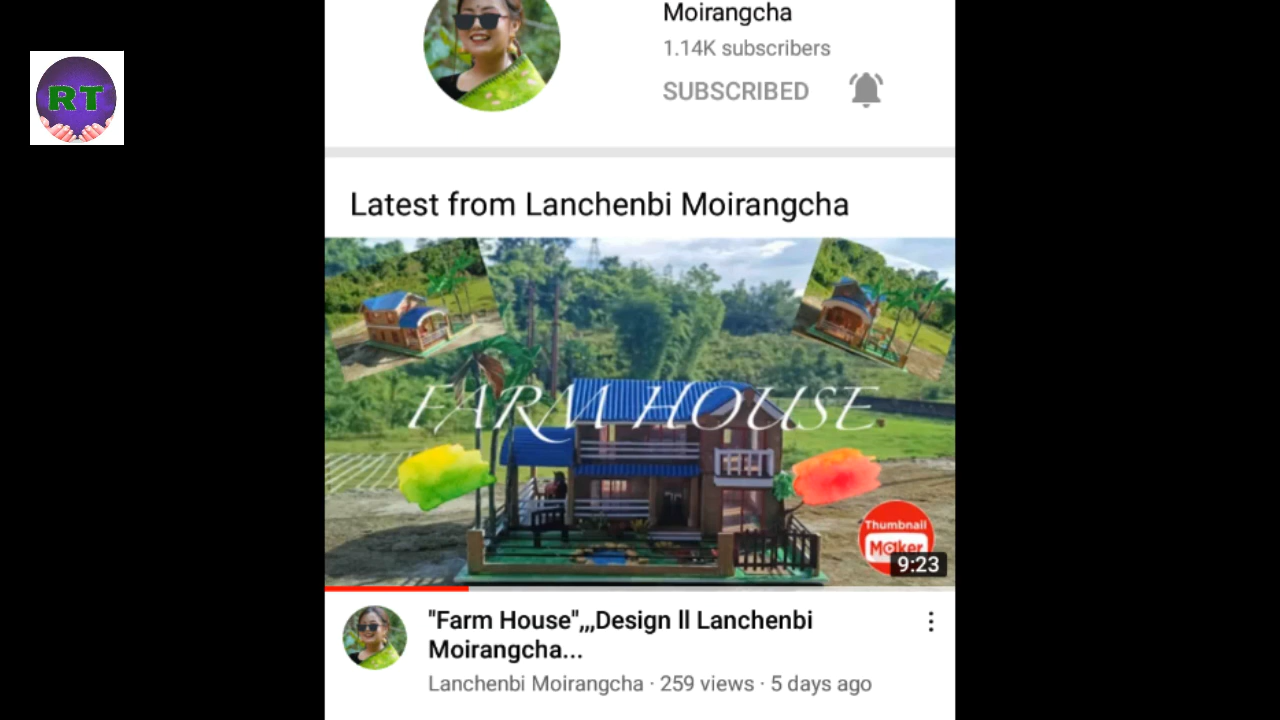 Moirangcha
1.14K subscribers
SUBSCRIBED
RT
Latest from Lanchenbi Moirangcha
FARM HOUSE
Thumbnail
Maker
9:23
"Farm House",,,Design ll Lanchenbi
Moirangcha...
Lanchenbi Moirangcha · 259 views · 5 days ago